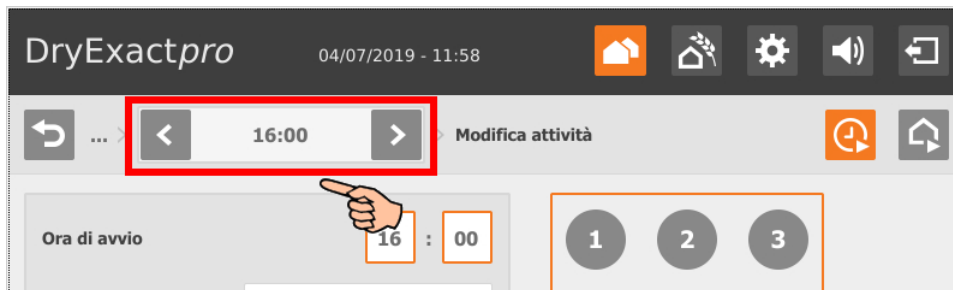 DryExactpro 04/07/2019 - 11:58
... 16:00 Modifica attività
Ora di avvio 16 : 00 1 2 3